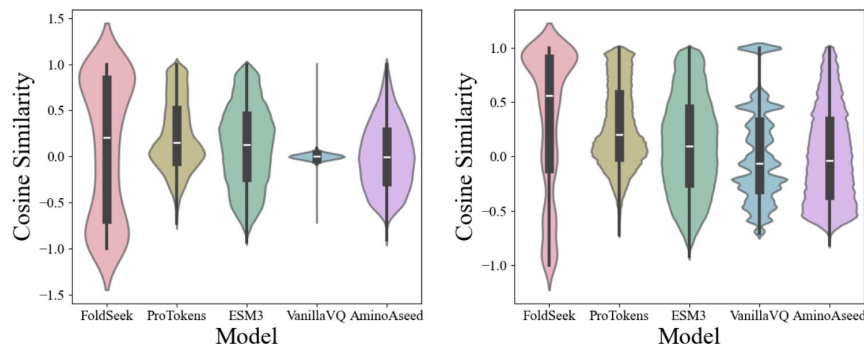 Cosine Similarity
1.5
1.0
0.5
0.0
−0.5
−1.0
−1.5
FoldSeek ProTokens ESM3 VanillaVQ AminoAseed
Model
Cosine Similarity
1.0
0.5
0.0
−0.5
−1.0
FoldSeek ProTokens ESM3 VanillaVQ AminoAseed
Model